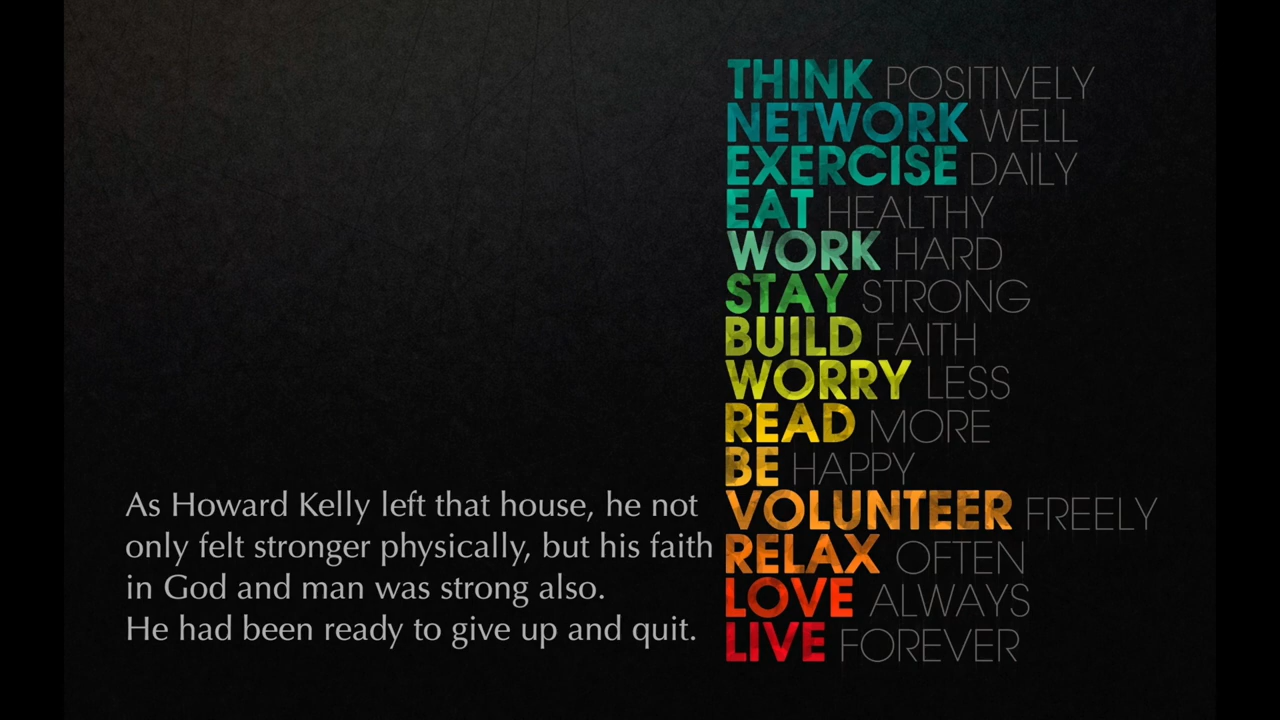 THINK POSITIVELY
NETWORK WELL
EXERCISE DAILY
EAT HEALTHY
WORK HARD
STAY STRONG
BUILD FAITH
WORRY LESS
READ MORE
BE HAPPY
VOLUNTEER FREELY
RELAX OFTEN
LOVE ALWAYS
LIVE FOREVER
As Howard Kelly left that house, he not
only felt stronger physically, but his faith
in God and man was strong also.
He had been ready to give up and quit.